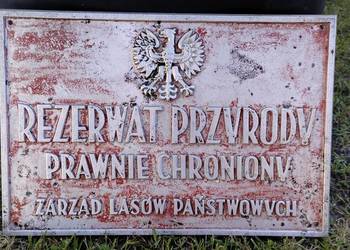 REZERWAT PRZYRODY
PRAWNIE CHRONIONY
ZARZĄD LASÓW PAŃSTWOWYCH